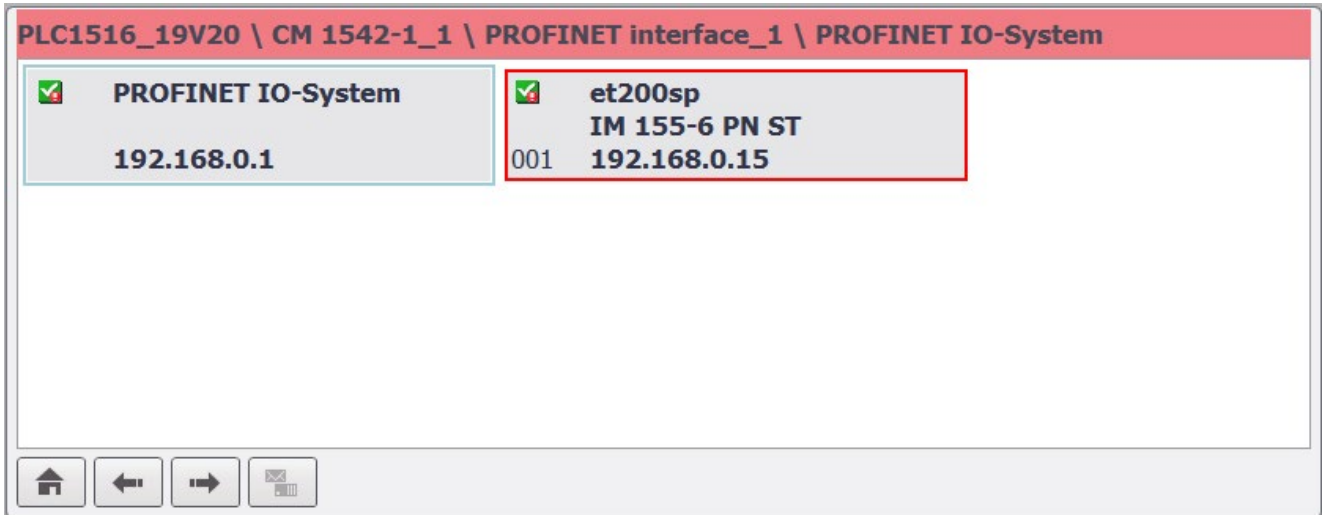 PLC1516_19V20 \ CM 1542-1_1 \ PROFINET interface_1 \ PROFINET IO-System
PROFINET IO-System
192.168.0.1
et200sp
IM 155-6 PN ST
001 192.168.0.15